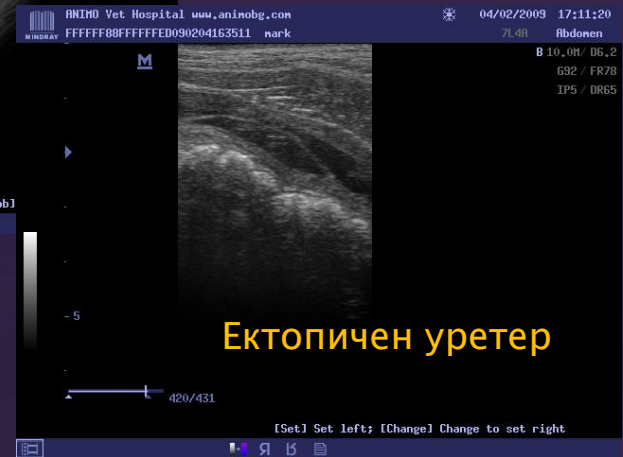 ANIMO Vet Hospital www.animobg.com 04/02/2009 17:11:20
MINDRAY FFFFFF88FFFFFFED090204163511 mark 7L4A Abdomen
M
B 10.0M/ D6.2
G92 / FR78
IP5 / DR65
ob]
5
Ектопичен уретер
420/431
[Set] Set left; [Change] Change to set right